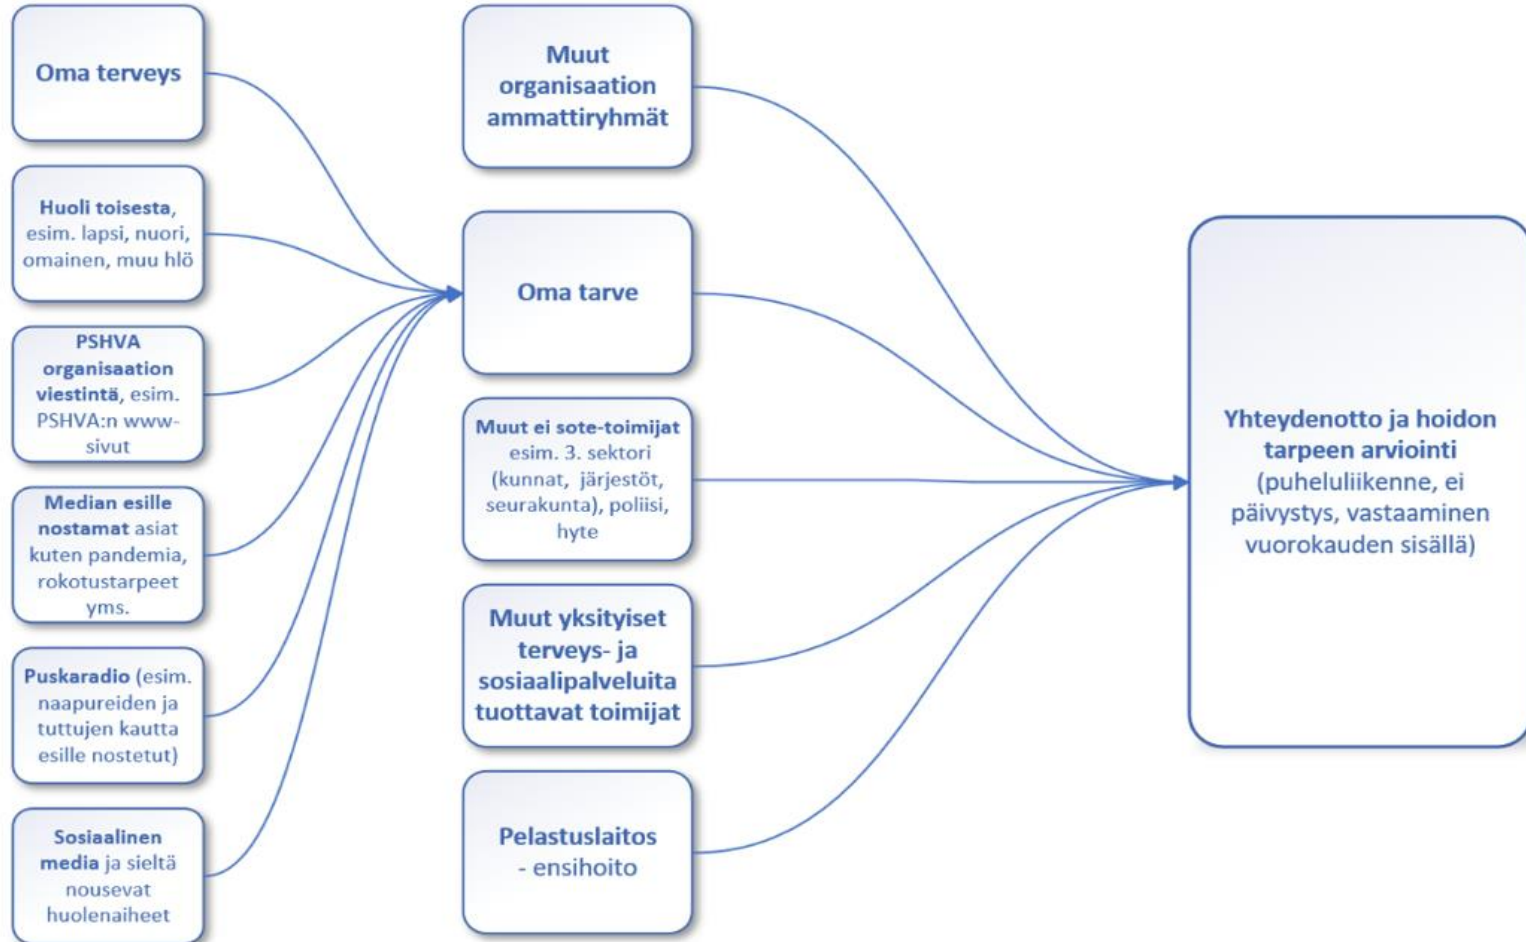 Oma terveys
Huoli toisesta,
esim. lapsi, nuori,
omainen, muu hlö
PSHVA
organisaation
viestintä, esim.
PSHVA:n www-
sivut
Median esille
nostamat asiat
kuten pandemia,
rokotustarpeet
yms.
Puskaradio (esim.
naapureiden ja
tuttujen kautta
esille nostetut)
Sosiaalinen
media ja sieltä
nousevat
huolenaiheet
Muut
organisaation
ammattiryhmät
Oma tarve
Muut ei sote-toimijat
esim. 3. sektori
(kunnat, järjestöt,
seurakunta), poliisi,
hyte
Muut yksityiset
terveys- ja
sosiaalipalveluita
tuottavat toimijat
Pelastuslaitos
- ensihoito
Yhteydenotto ja hoidon
tarpeen arviointi
(puheluliikenne, ei
päivystys, vastaaminen
vuorokauden sisällä)